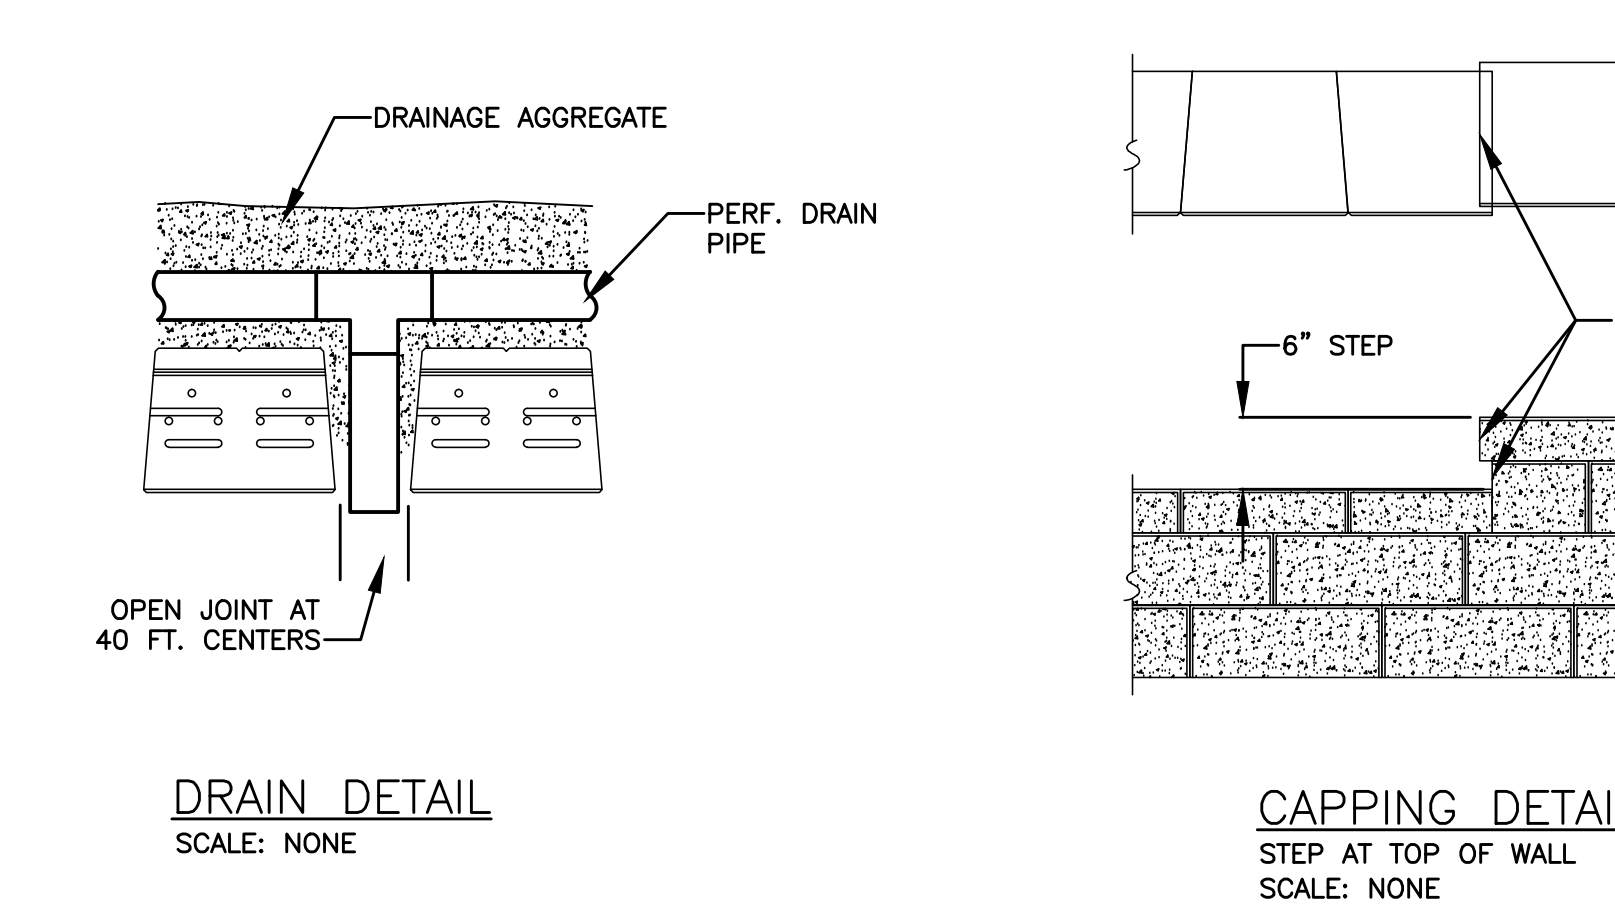 DRAINAGE AGGREGATE
PERF. DRAIN
PIPE
OPEN JOINT AT
40 FT. CENTERS
DRAIN DETAIL
SCALE: NONE
6” STEP
CAPPING DETAI
STEP AT TOP OF WALL
SCALE: NONE